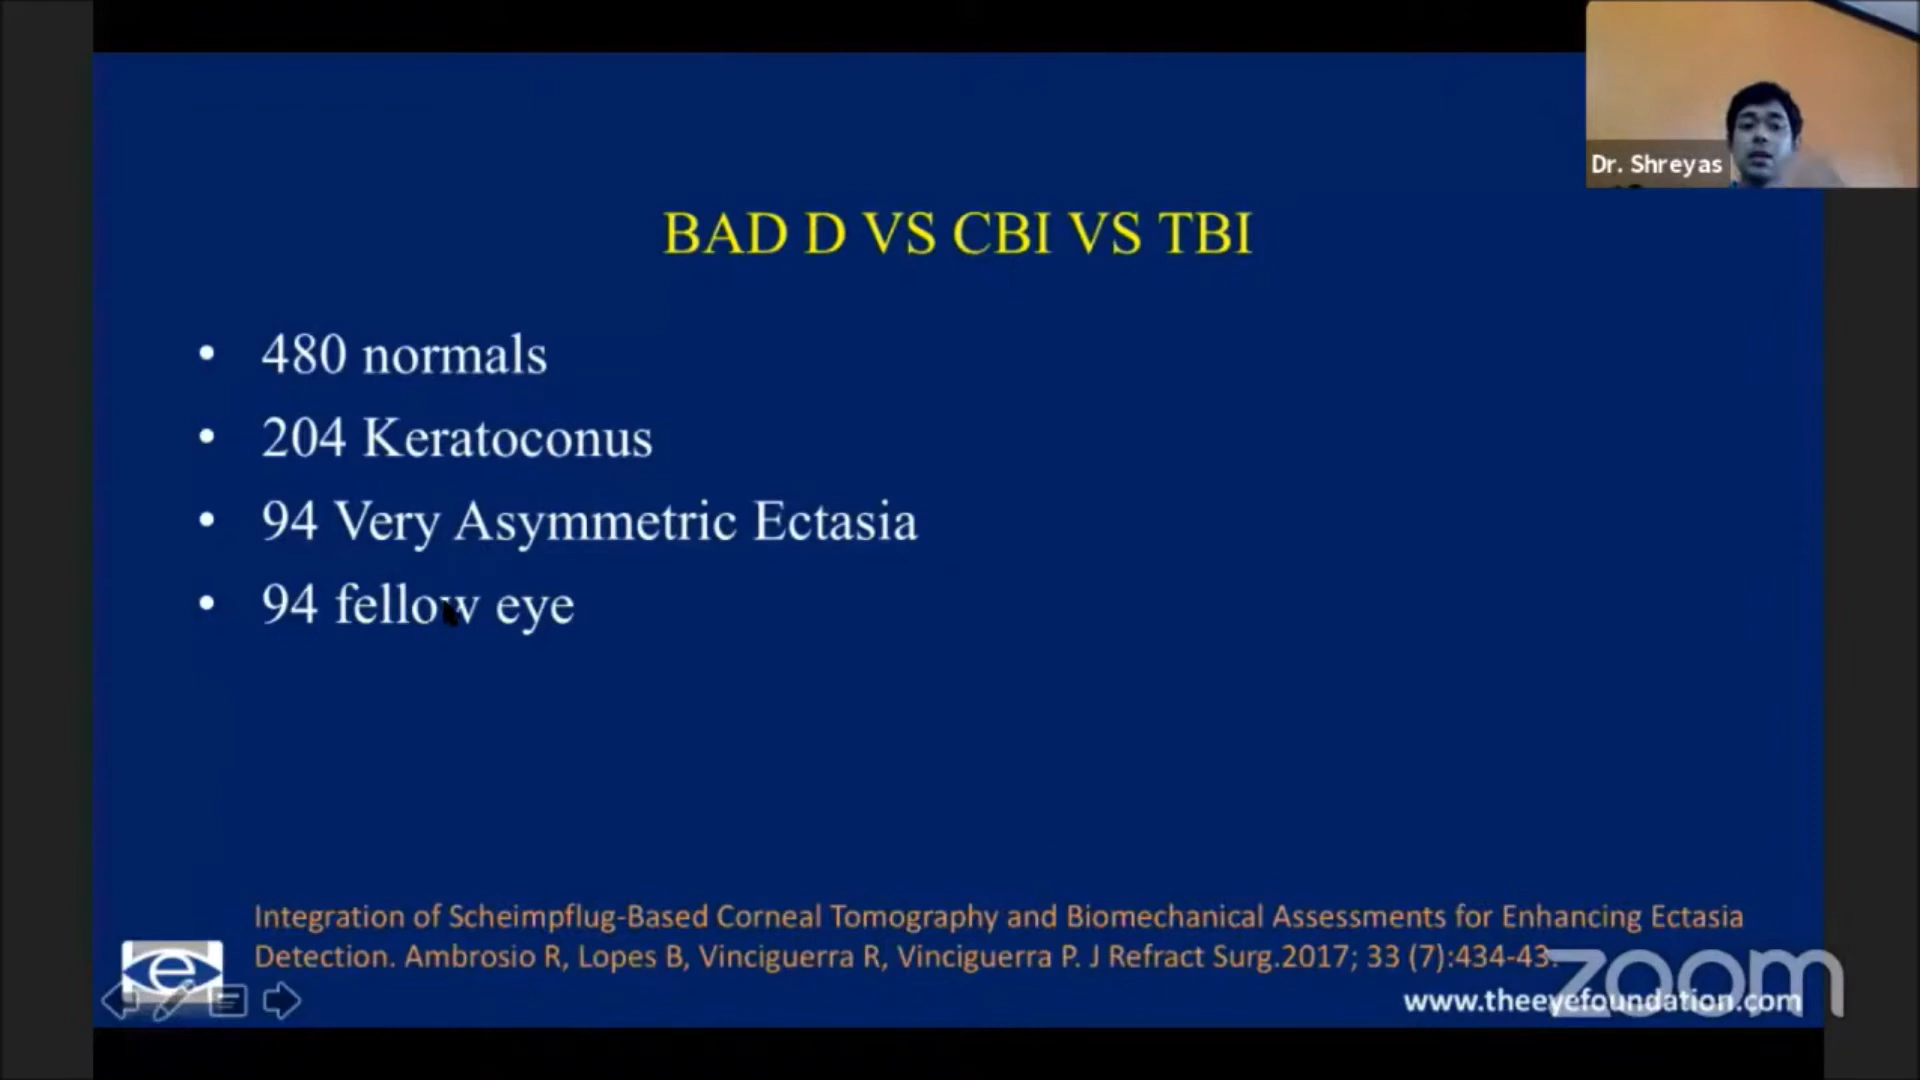 Dr. Shreyas
BAD D VS CBI VS TBI
• 480 normals
• 204 Keratoconus
• 94 Very Asymmetric Ectasia
• 94 fellow eye
Integration of Scheimpflug-Based Corneal Tomography and Biomechanical Assessments for Enhancing Ectasia
Detection. Ambrosio R, Lopes B, Vinciguerra R, Vinciguerra P. J Refract Surg.2017; 33 (7):434-43.
e
www.theeyefoundation.com
zoom